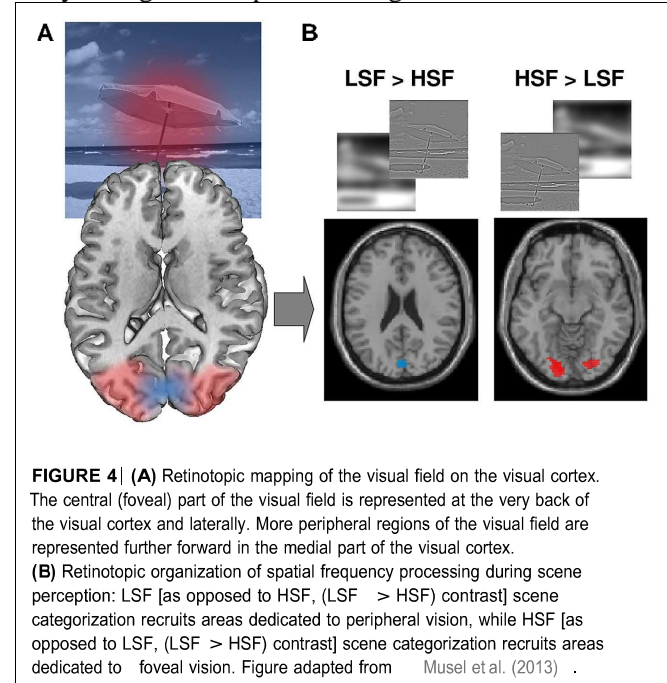 A
B
LSF > HSF
HSF > LSF
FIGURE 4| (A) Retinotopic mapping of the visual field on the visual cortex.
The central (foveal) part of the visual field is represented at the very back of
the visual cortex and laterally. More peripheral regions of the visual field are
represented further forward in the medial part of the visual cortex.
(B) Retinotopic organization of spatial frequency processing during scene
perception: LSF [as opposed to HSF, (LSF > HSF) contrast] scene
categorization recruits areas dedicated to peripheral vision, while HSF [as
opposed to LSF, (LSF > HSF) contrast] scene categorization recruits areas
dedicated to foveal vision. Figure adapted from Musel et al. (2013) .